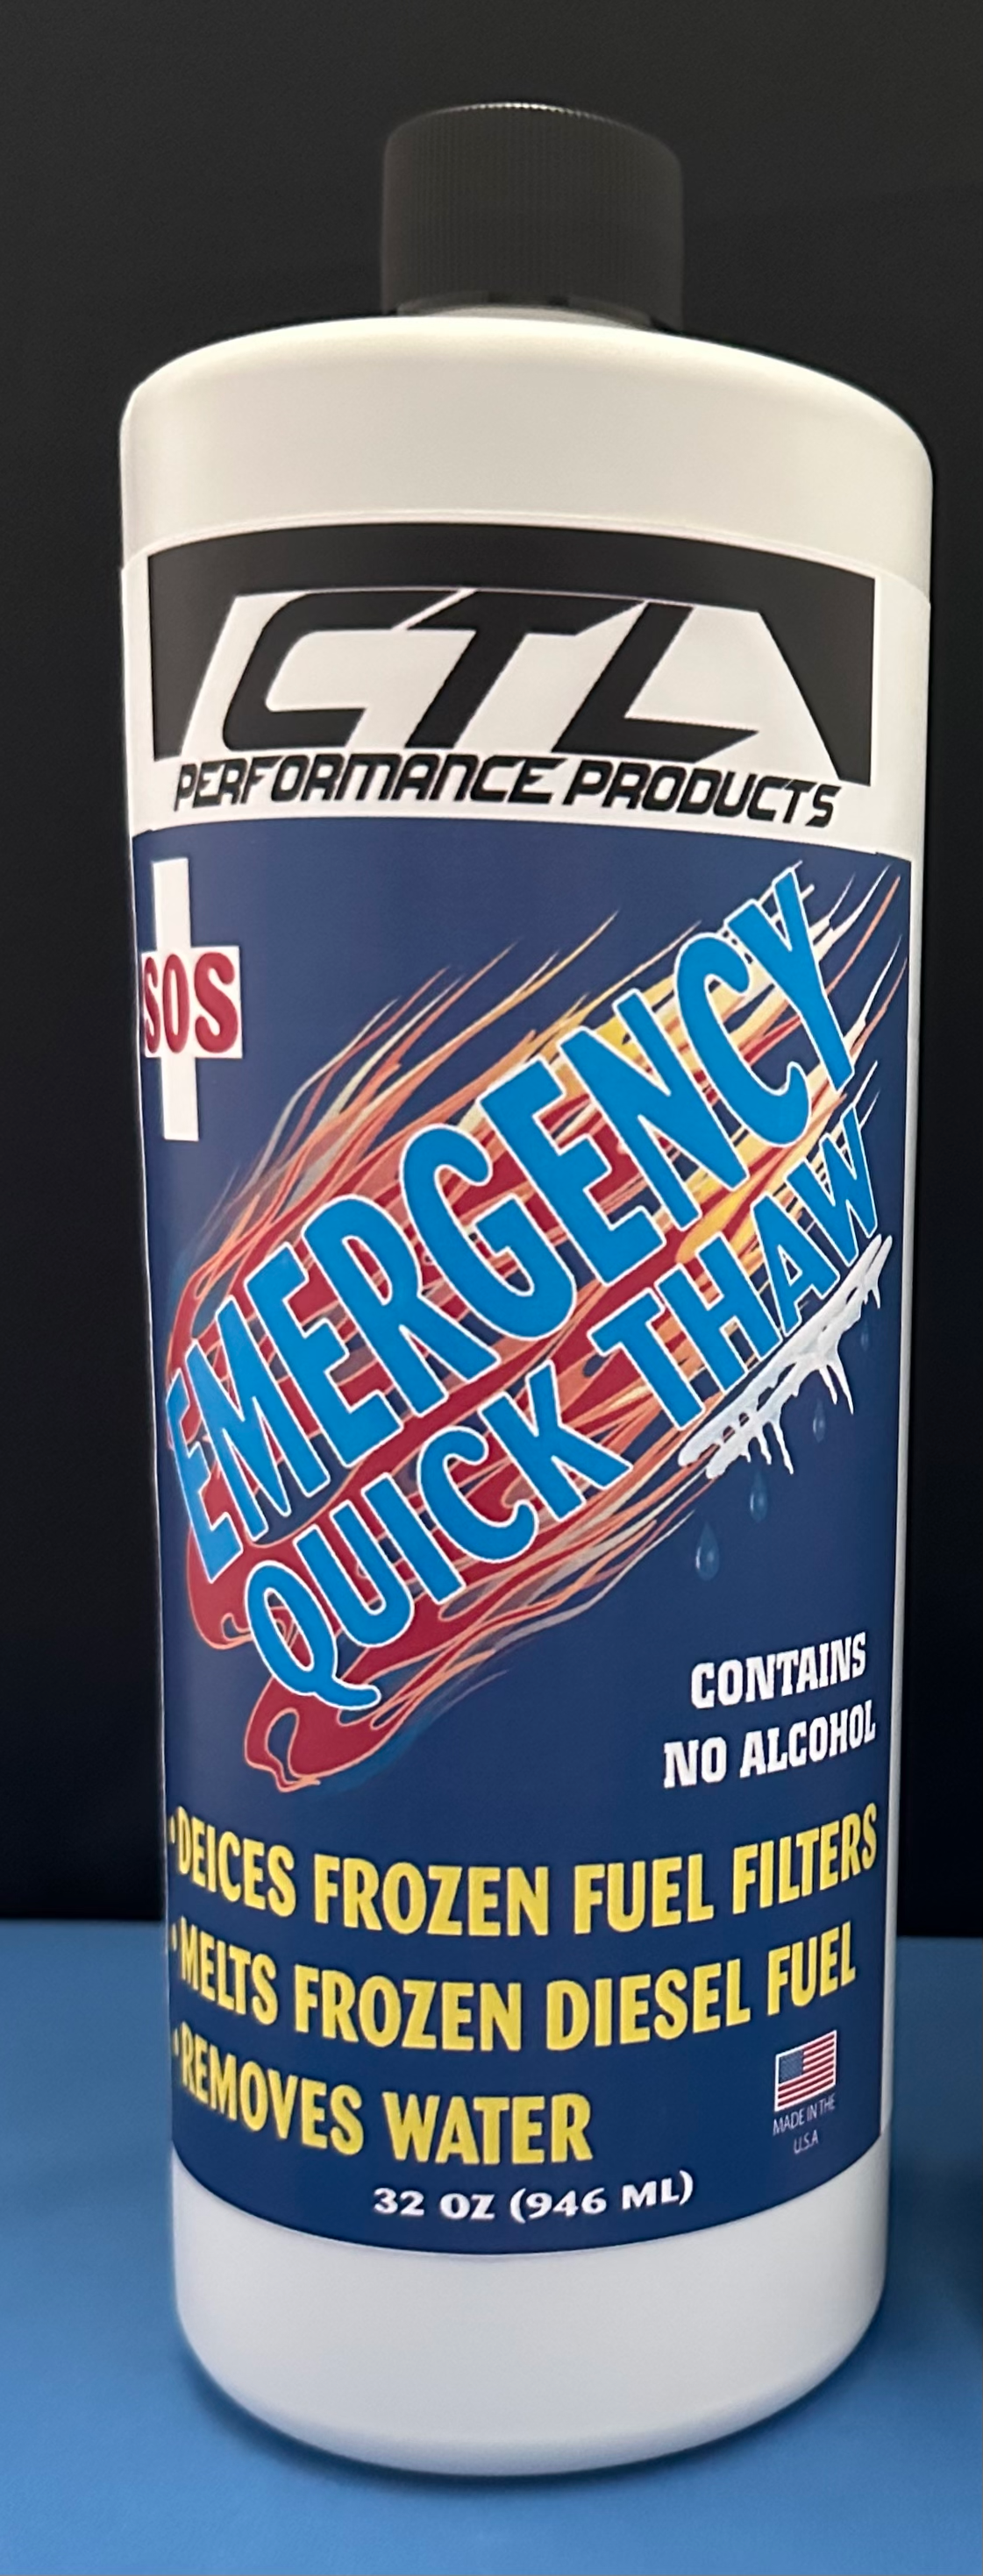 CTL
PERFORMANCE PRODUCTS
SOS
EMERGENCY
QUICK THAW
CONTAINS
NO ALCOHOL
·DEICES FROZEN FUEL FILTERS
·MELTS FROZEN DIESEL FUEL
·REMOVES WATER
MADE IN THE
U.S.A
32 OZ (946 ML)